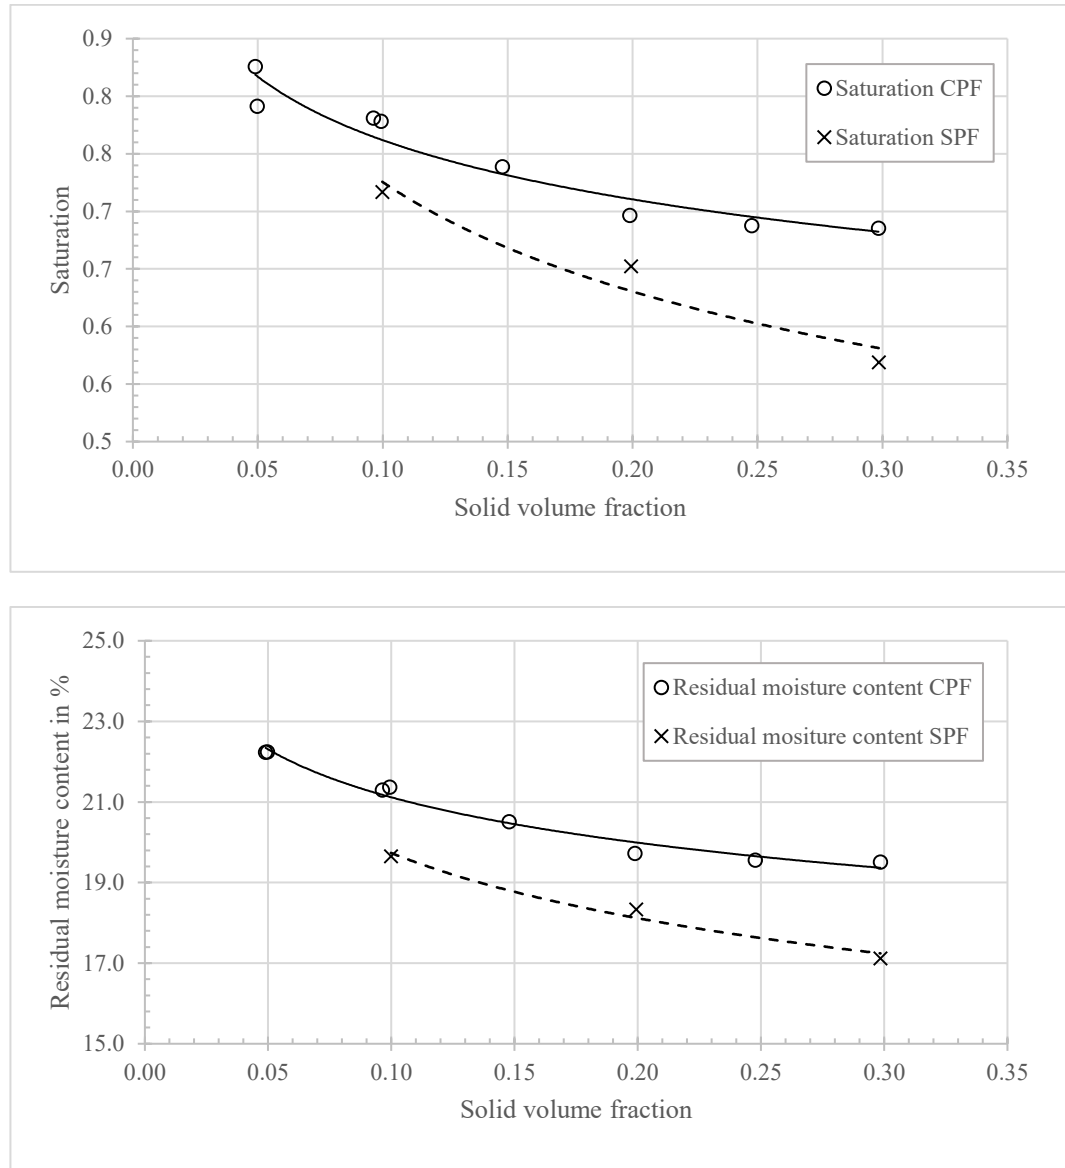 0.9
0.8
0.8
0.7
0.7
0.6
0.6
0.5
Saturation
Saturation CPF
Saturation SPF
0.00 0.05 0.10 0.15 0.20 0.25 0.30 0.35
Solid volume fraction
25.0
23.0
21.0
19.0
17.0
15.0
Residual moisture content in %
Residual moisture content CPF
Residual mositure content SPF
0.00 0.05 0.10 0.15 0.20 0.25 0.30 0.35
Solid volume fraction